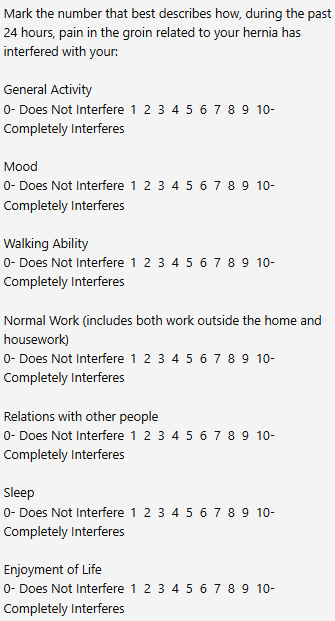 Mark the number that best describes how, during the past
24 hours, pain in the groin related to your hernia has
interfered with your:
General Activity
0- Does Not Interfere 1 2 3 4 5 6 7 8 9 10-
Completely Interferes
Mood
0- Does Not Interfere 1 2 3 4 5 6 7 8 9 10-
Completely Interferes
Walking Ability
0- Does Not Interfere 1 2 3 4 5 6 7 8 9 10-
Completely Interferes
Normal Work (includes both work outside the home and
housework)
0- Does Not Interfere 1 2 3 4 5 6 7 8 9 10-
Completely Interferes
Relations with other people
0- Does Not Interfere 1 2 3 4 5 6 7 8 9 10-
Completely Interferes
Sleep
0- Does Not Interfere 1 2 3 4 5 6 7 8 9 10-
Completely Interferes
Enjoyment of Life
0- Does Not Interfere 1 2 3 4 5 6 7 8 9 10-
Completely Interferes